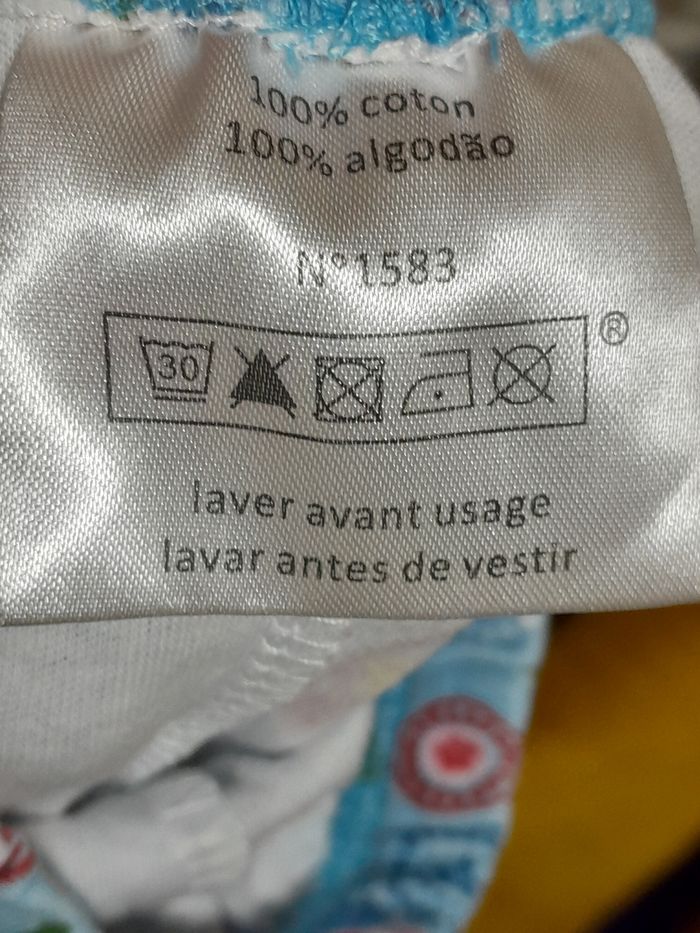 100% coton
100% algodão
N°1583
®
30
laver avant usage
lavar antes de vestir